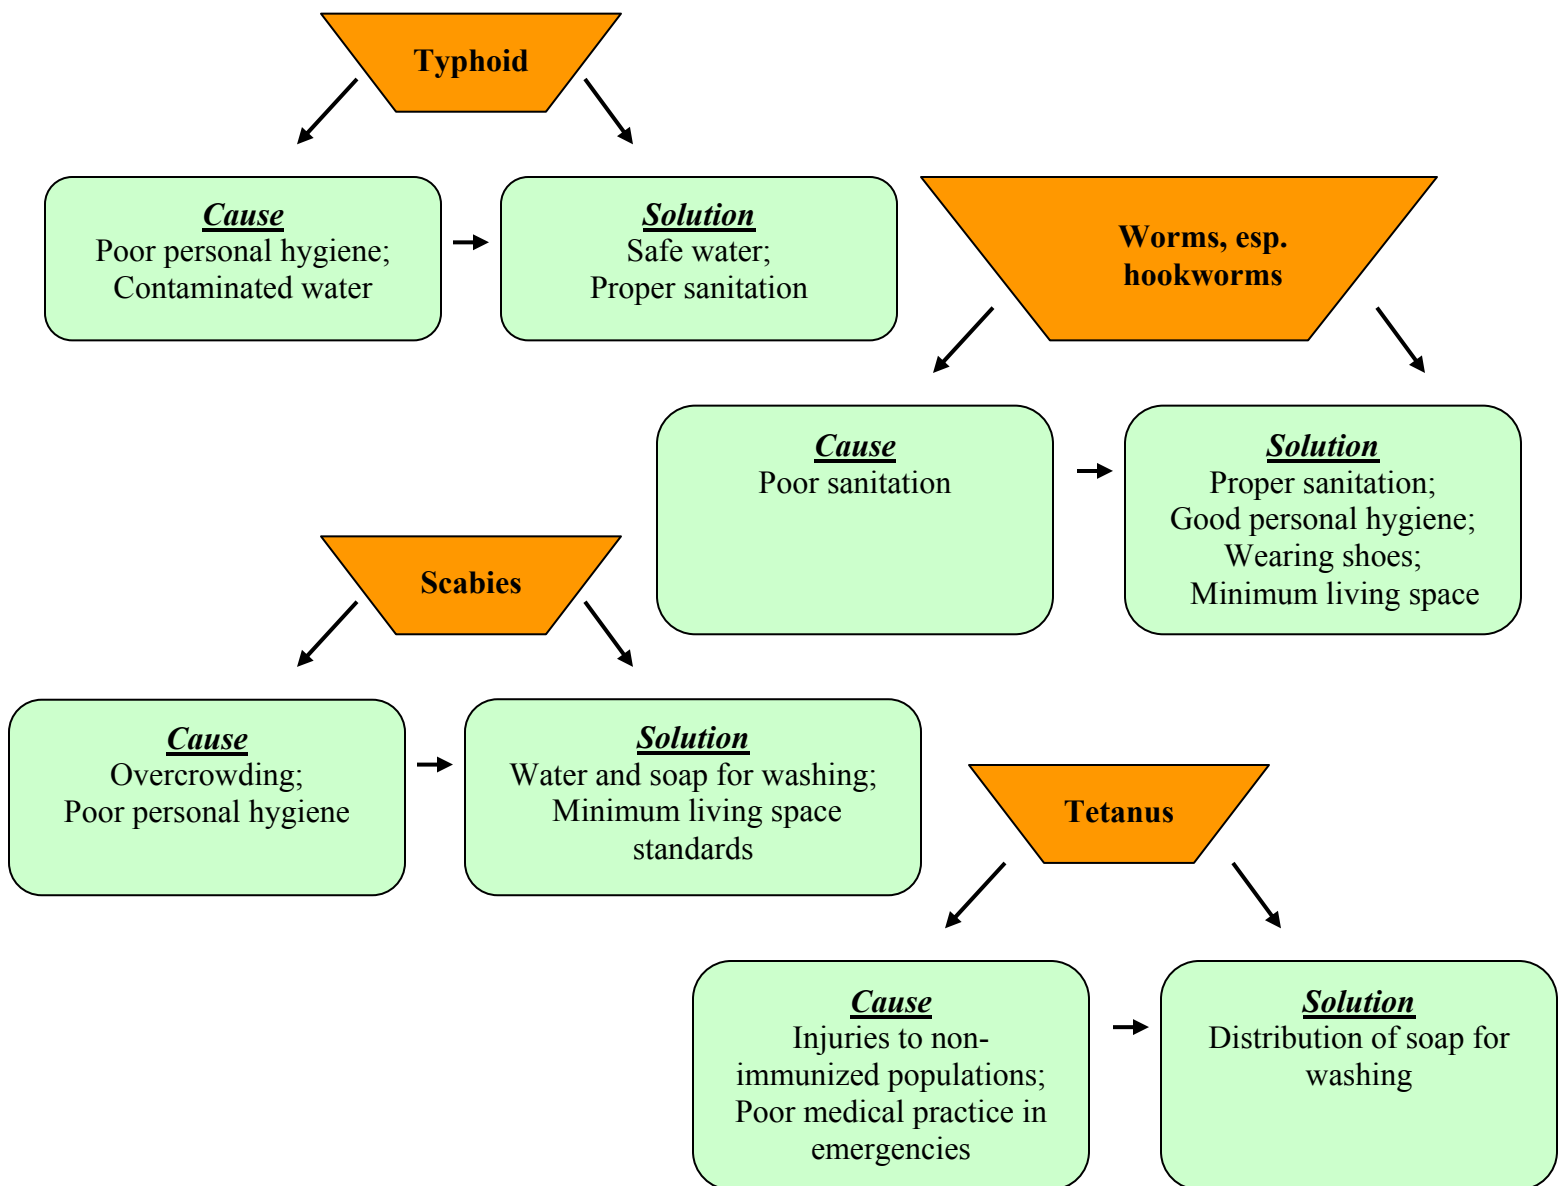 Typhoid
Cause
Poor personal hygiene;
Contaminated water
Solution
Safe water;
Proper sanitation
Worms, esp.
hookworms
Cause
Poor sanitation
Solution
Proper sanitation;
Good personal hygiene;
Wearing shoes;
Minimum living space
Scabies
Cause
Overcrowding;
Poor personal hygiene
Solution
Water and soap for washing;
Minimum living space
standards
Tetanus
Cause
Injuries to non-
immunized populations;
Poor medical practice in
emergencies
Solution
Distribution of soap for
washing